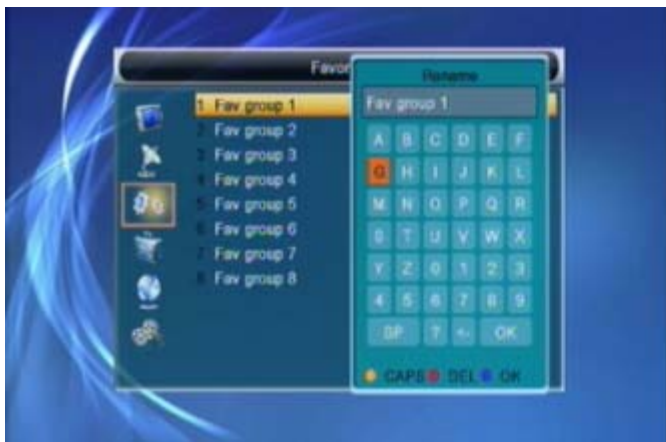 Favor
1 Fav group 1
2 Fav group 2
3 Fav group 3
4 Fav group 4
5 Fav group 5
6 Fav group 6
7 Fav group 7
8 Fav group 8
Rename
Fav group 1
A B C D E F
G H I J K L
M N O P Q R
S T U V W X
Y Z 0 1 2 3
4 5 6 7 8 9
SP ? <- OK
CAPS DEL OK